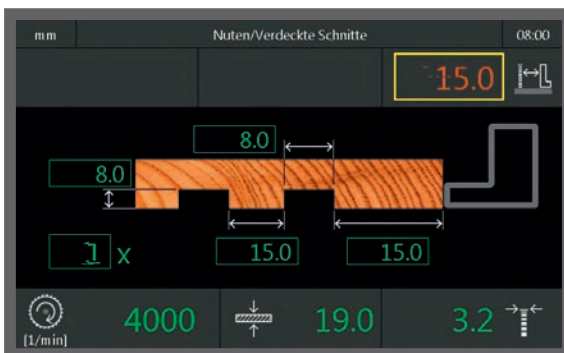 mm Nuten/Verdeckte Schnitte 08:00
15.0
8.0
8.0
x 15.0 15.0
[1/min] 4000 19.0 3.2